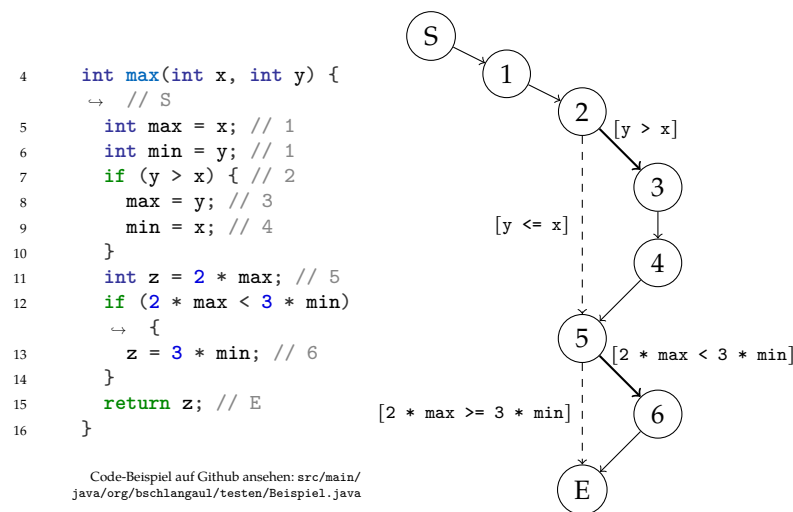 4 int max(int x, int y) {
↪ // S
5 int max = x; // 1
6 int min = y; // 1
7 if (y > x) { // 2
8 max = y; // 3
9 min = x; // 4
10 }
11 int z = 2 * max; // 5
12 if (2 * max < 3 * min)
↪ {
13 z = 3 * min; // 6
14 }
15 return z; // E
16 }
Code-Beispiel auf Github ansehen: src/main/
java/org/bschlangaul/testen/Beispiel.java
S
1
2
[y > x]
3
[y <= x]
4
5
[2 * max < 3 * min]
[2 * max >= 3 * min]
6
E